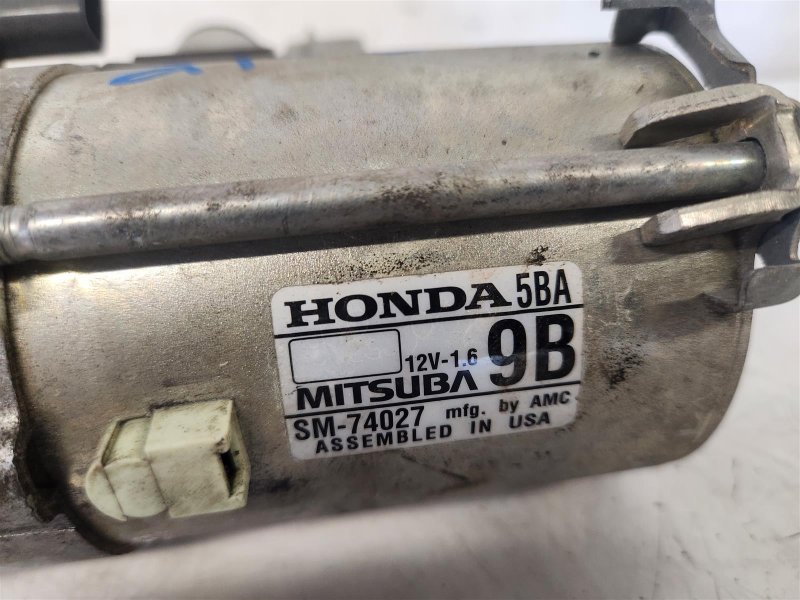 HONDA 5BA
12V-1.6 9B
MITSUBA
SM-74027 mfg. by AMC
ASSEMBLED IN USA